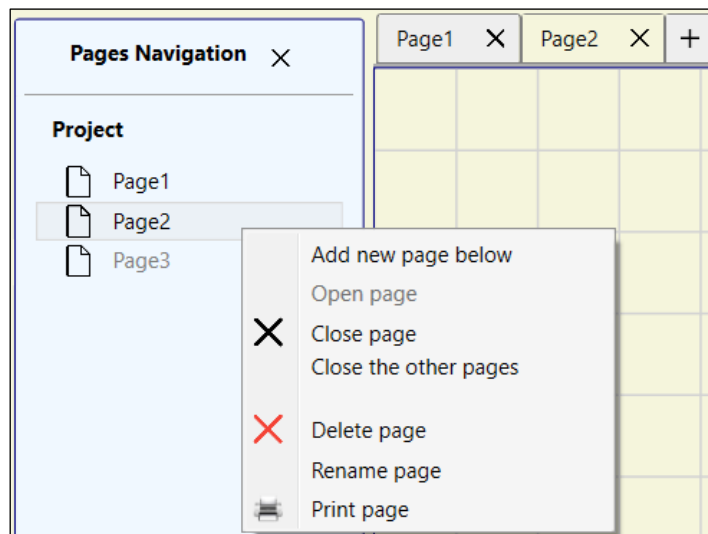 Pages Navigation
Page1
Page2
Project
Page1
Page2
Page3
Add new page below
Open page
Close page
Close the other pages
Delete page
Rename page
Print page